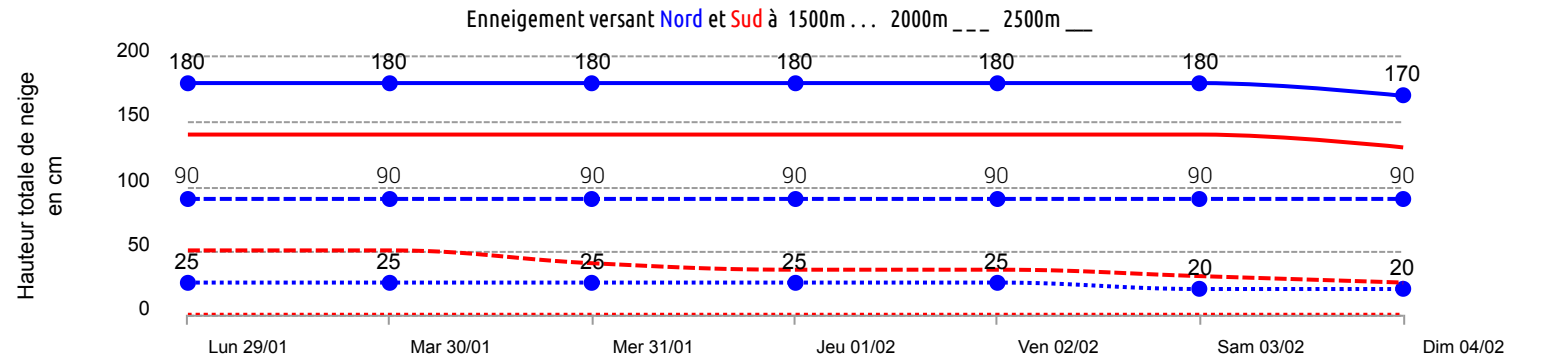 Enneigement versant Nord et Sud à 1500m . . . 2000m _ _ _ 2500m __
Hauteur totale de neige
en cm
200
150
100
50
0
180 180 180 180 180 180 170
90 90 90 90 90 90 90
25 25 25 25 25 20 20
Lun 29/01 Mar 30/01 Mer 31/01 Jeu 01/02 Ven 02/02 Sam 03/02 Dim 04/02